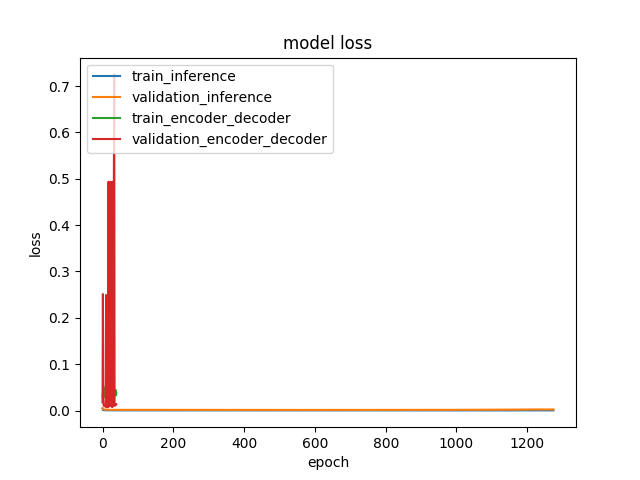 model loss
train_inference
validation_inference
train_encoder_decoder
validation_encoder_decoder
0.7
0.6
0.5
0.4
0.3
0.2
0.1
0.0
loss
0 200 400 600 800 1000 1200
epoch